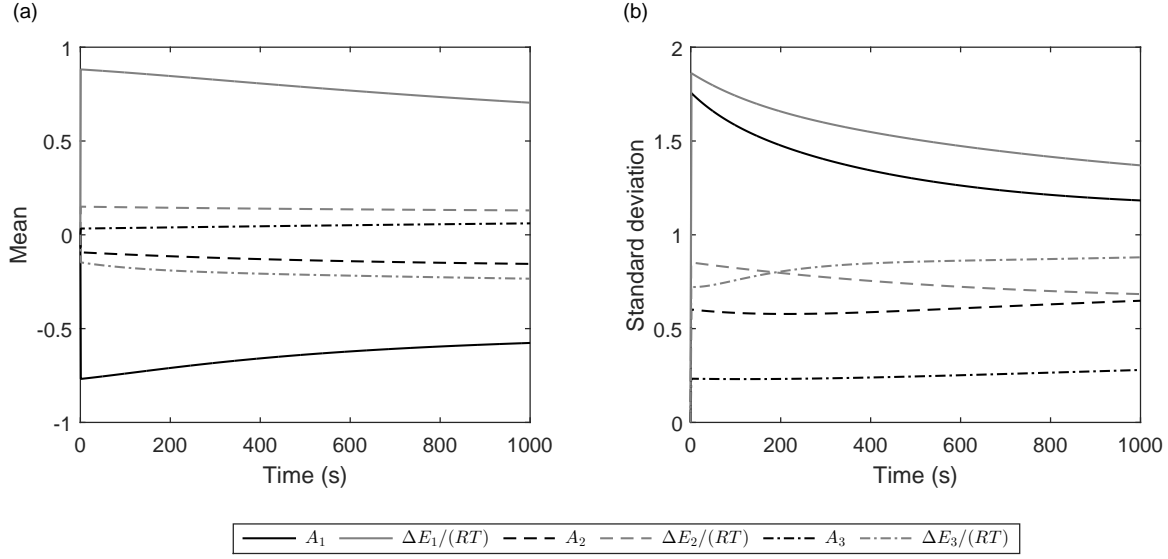 (a)
1
0.5
0
-0.5
-1
Mean
0 200 400 600 800 1000
Time (s)
(b)
2
1.5
1
0.5
0
Standard deviation
0 200 400 600 800 1000
Time (s)
A₁ ΔE₁/(RT) A₂ ΔE₂/(RT) A₃ ΔE₃/(RT)